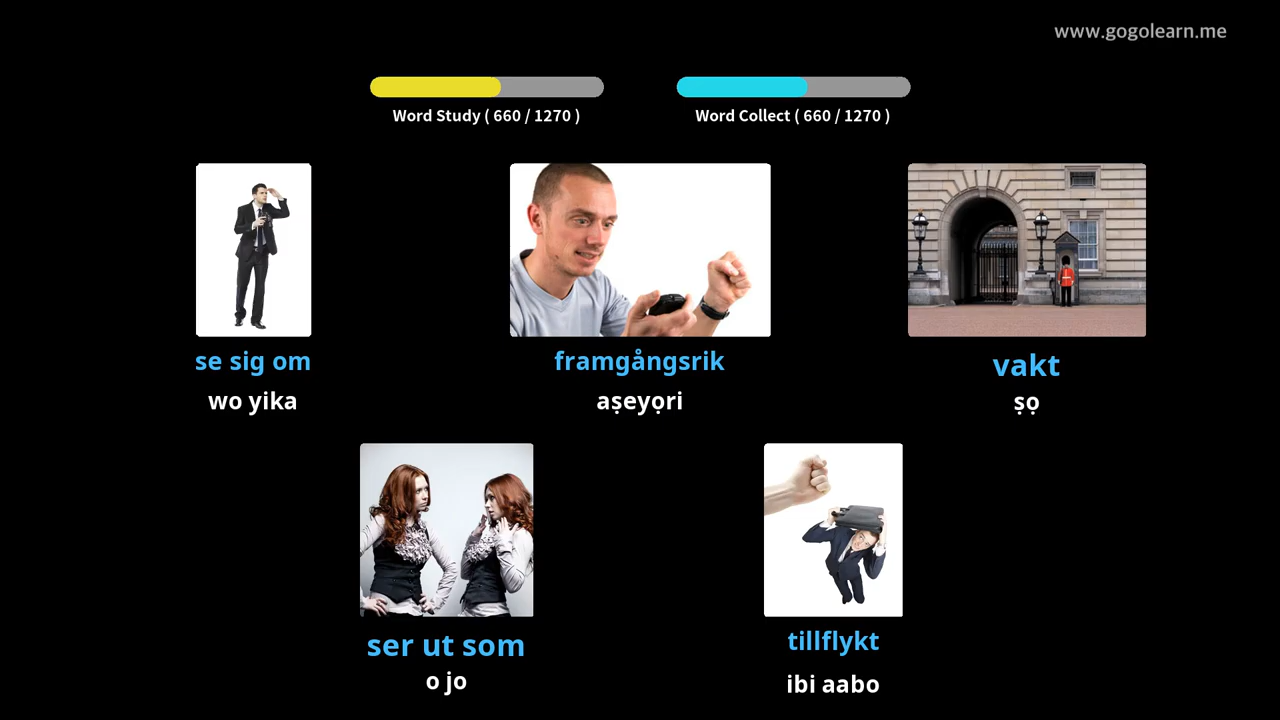 www.gogolearn.me
Word Study ( 660 / 1270 )
Word Collect ( 660 / 1270 )
se sig om
wo yika
framgångsrik
aṣeyọri
vakt
ṣọ
ser ut som
o jo
tillflykt
ibi aabo